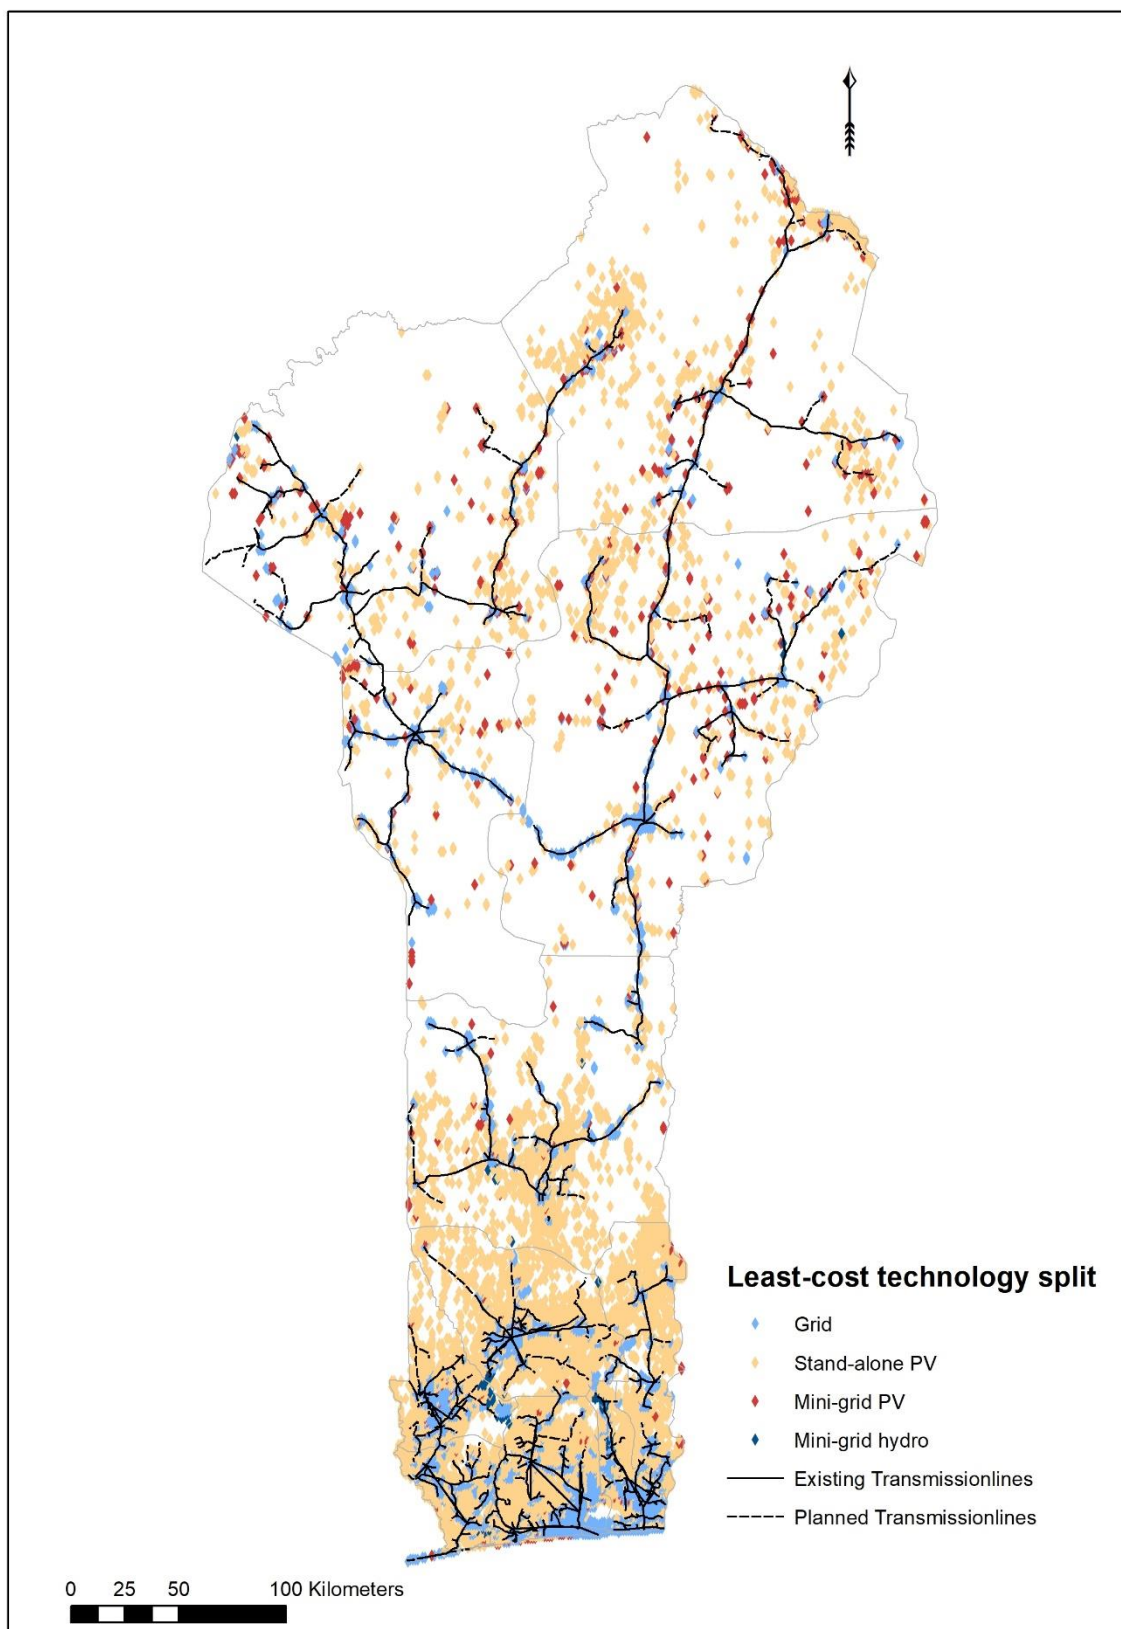 Least-cost technology split
Grid
Stand-alone PV
Mini-grid PV
Mini-grid hydro
Existing Transmissionlines
Planned Transmissionlines
0 25 50 100 Kilometers